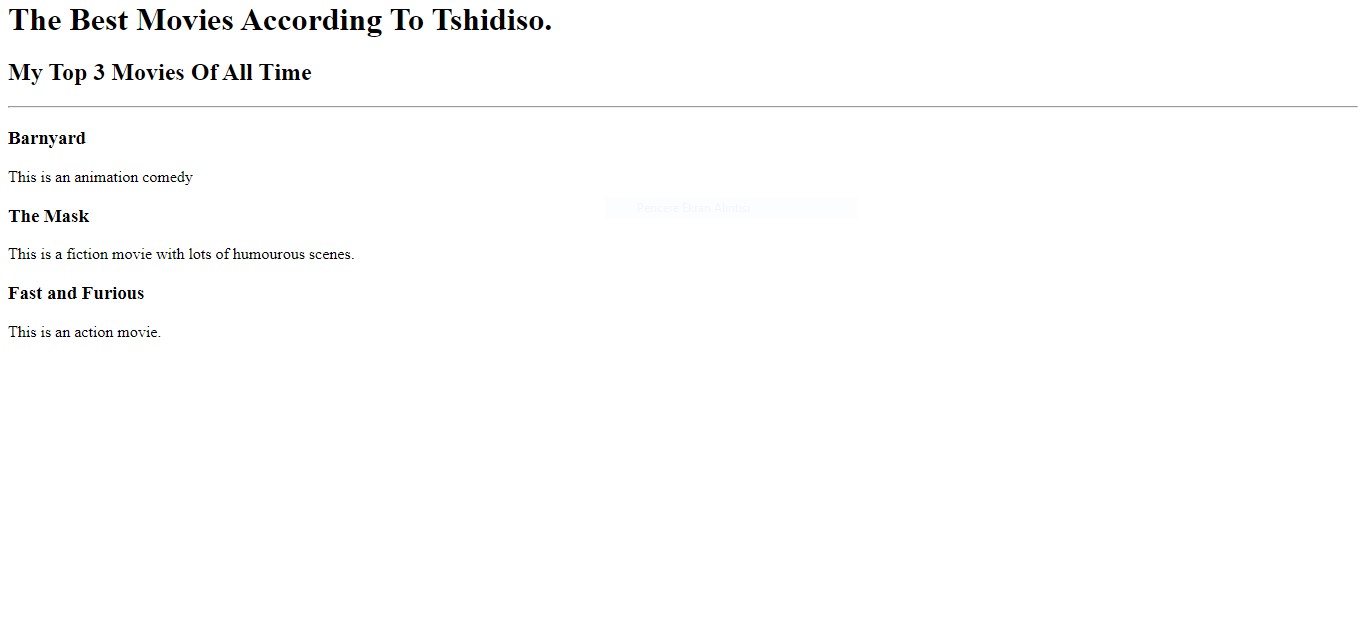 The Best Movies According To Tshidiso.
My Top 3 Movies Of All Time
Barnyard
This is an animation comedy
The Mask
This is a fiction movie with lots of humourous scenes.
Fast and Furious
This is an action movie.